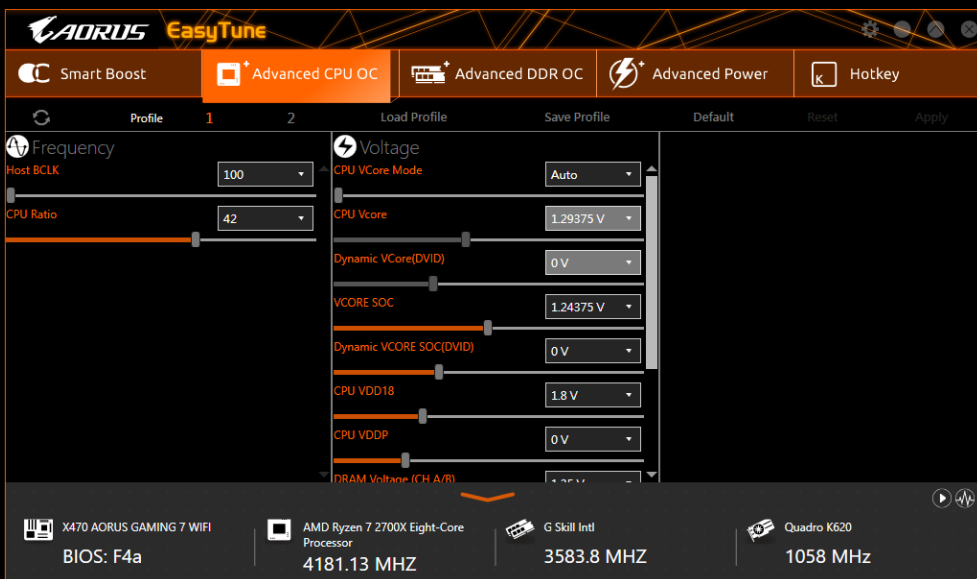 AORUS EasyTune
Smart Boost
Advanced CPU OC
Advanced DDR OC
Advanced Power
K Hotkey
Profile 1 2 Load Profile Save Profile Default Reset Apply
Frequency
Host BCLK 100
CPU Ratio 42
Voltage
CPU VCore Mode Auto
CPU Vcore 1.29375 V
Dynamic VCore(DVID) 0 V
VCORE SOC 1.24375 V
Dynamic VCORE SOC(DVID) 0 V
CPU VDD18 1.8 V
CPU VDDP 0 V
DRAM Voltage (CH A/B)
X470 AORUS GAMING 7 WIFI
BIOS: F4a
AMD Ryzen 7 2700X Eight-Core
Processor
4181.13 MHZ
G Skill Intl
3583.8 MHZ
Quadro K620
1058 MHz